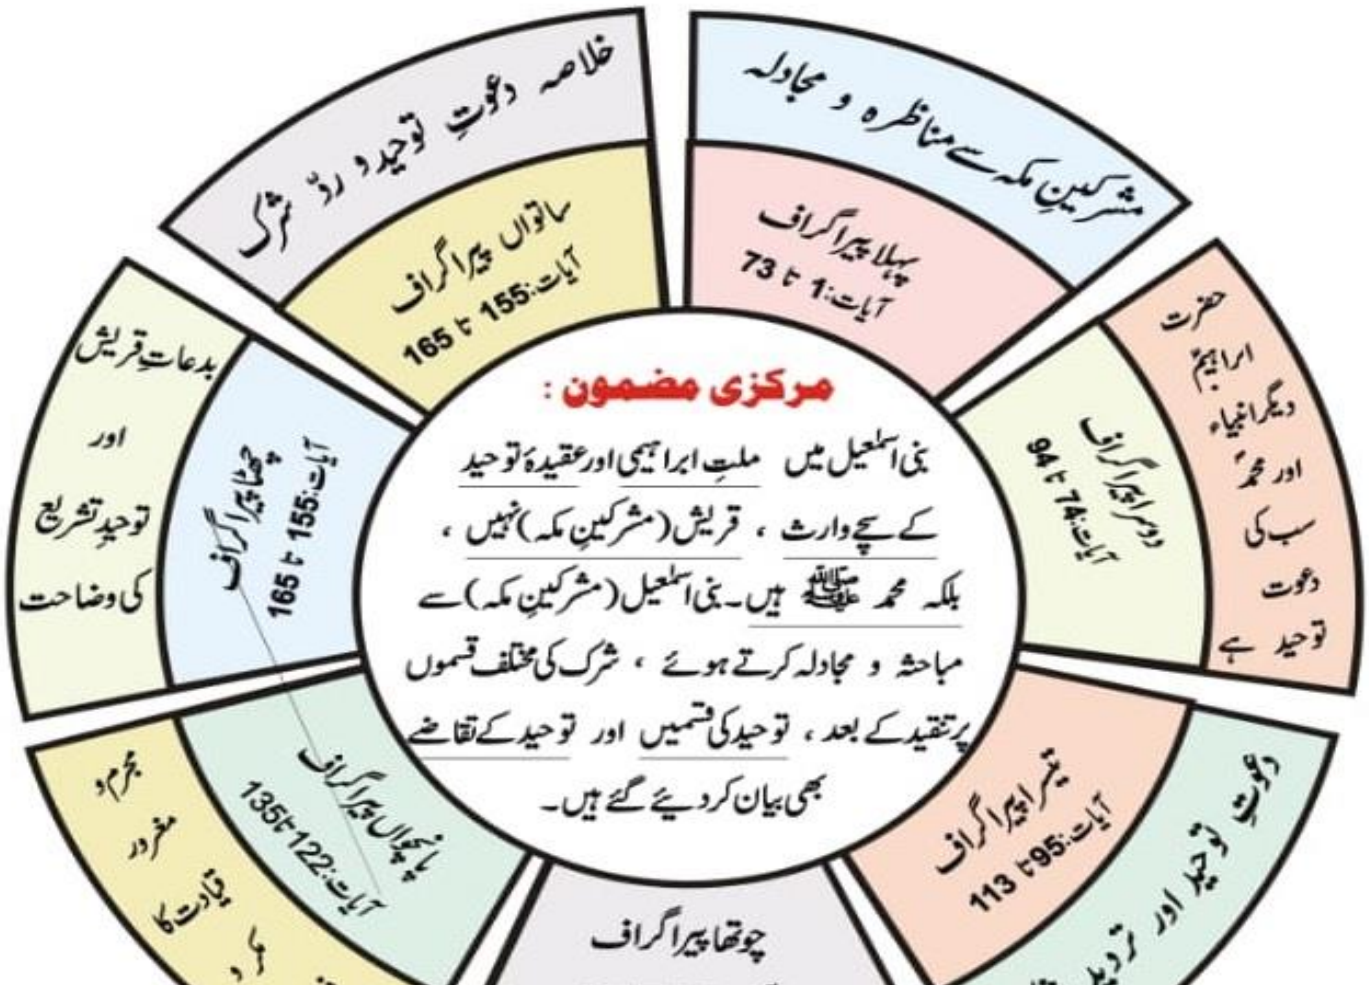 مرکزی مضمون :
بنی اسمٰعیل میں ملتِ ابراہیمی اور عقیدۂ توحید
کے سچے وارث ، قریش (مشرکینِ مکہ) نہیں ،
بلکہ محمد ﷺ ہیں۔ بنی اسمٰعیل (مشرکینِ مکہ) سے
مباحثہ و مجادلہ کرتے ہوئے ، شرک کی مختلف قسموں
پر تنقید کے بعد ، توحید کی قسمیں اور توحید کے تقاضے
بھی بیان کر دیئے گئے ہیں۔
مشرکینِ مکہ سے مناظرہ و مجادلہ
پہلا پیراگراف
آیات:1 تا 73
حضرت
ابراہیمؑ
دیگر انبیاء
اور محمدؐ
سب کی
دعوت
توحید ہے
دوسرا پیراگراف
آیات:74 تا 94
دعوتِ توحید اور تردید
تیسرا پیراگراف
آیات:95 تا 113
چوتھا پیراگراف
مجرم و
مغرور
قیادت کا
پانچواں پیراگراف
آیات:122 تا 135
بدعاتِ قریش
اور
توحیدِ تشریع
کی وضاحت
چھٹا پیراگراف
آیات:155 تا 165
خلاصہ دعوتِ توحید و ردِّ شرک
ساتواں پیراگراف
آیات:155 تا 165